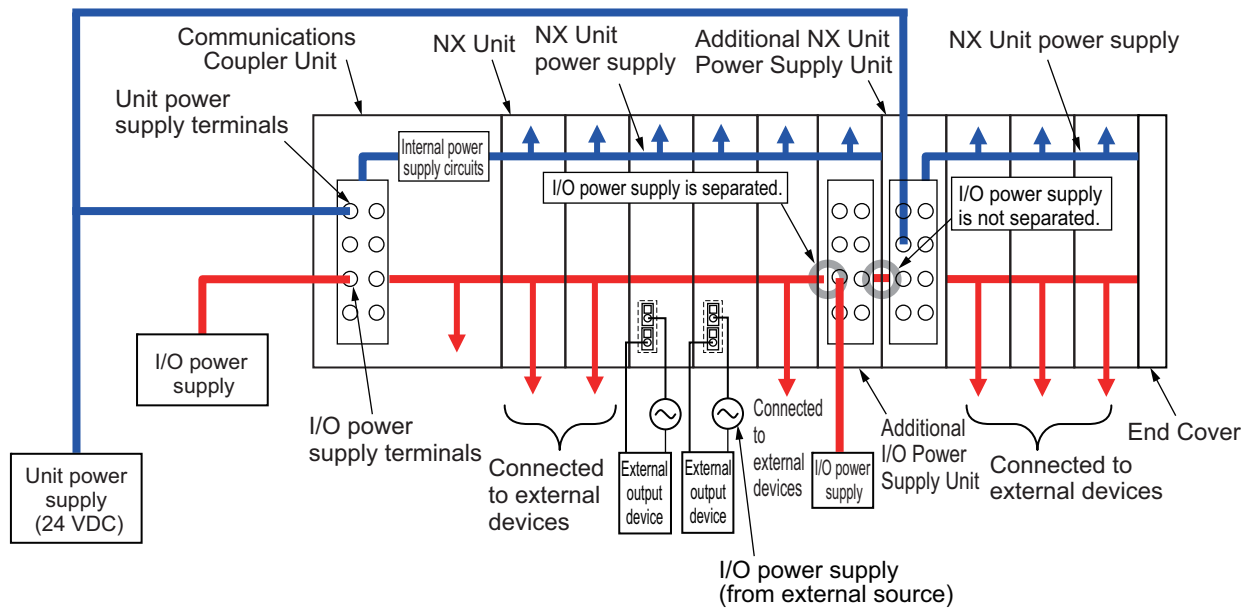 Communications
Coupler Unit
NX Unit
NX Unit
power supply
Additional NX Unit
Power Supply Unit
NX Unit power supply
Unit power
supply terminals
Internal power
supply circuits
I/O power supply is separated.
I/O power supply
is not separated.
I/O power
supply
I/O power
supply terminals
Unit power
supply
(24 VDC)
Connected
to external
devices
External
output
device
External
output
device
Connected
to
external
devices
I/O power
supply
Additional
I/O Power
Supply Unit
Connected to
external devices
End Cover
I/O power supply
(from external source)